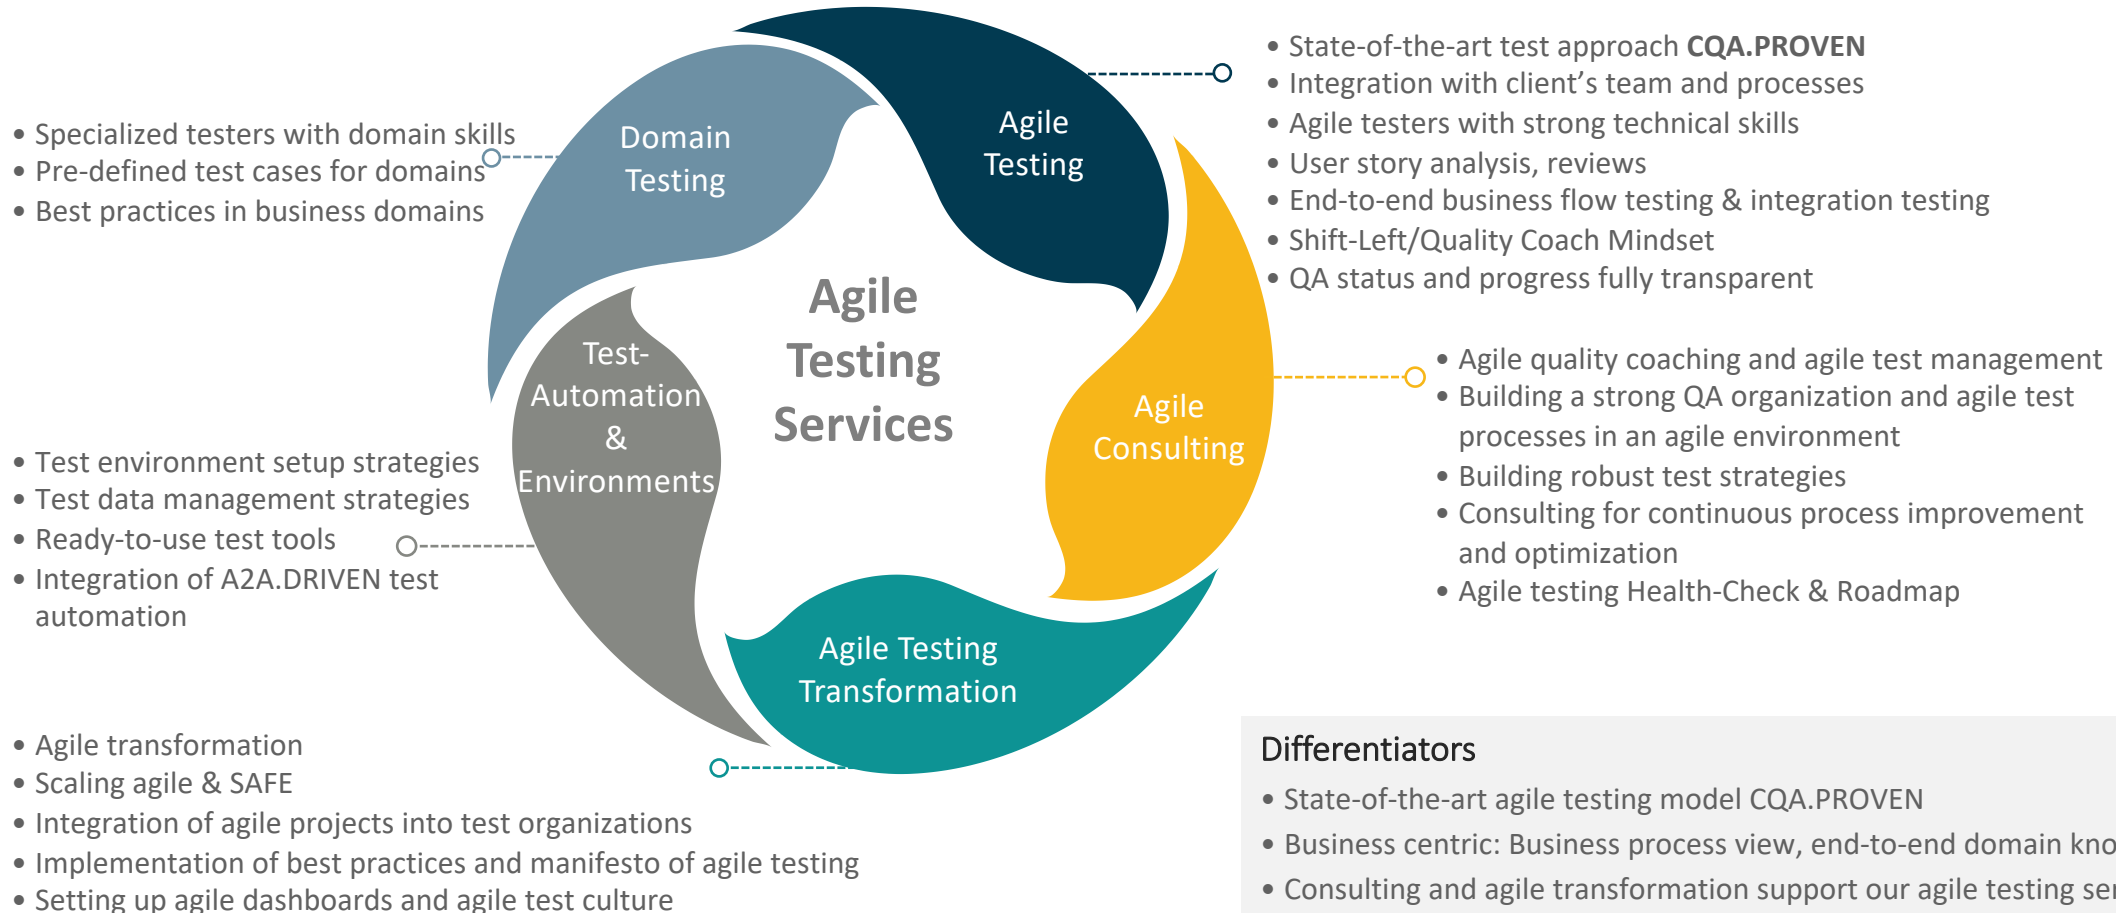 • State-of-the-art test approach CQA.PROVEN
• Integration with client’s team and processes
• Agile testers with strong technical skills
• User story analysis, reviews
• End-to-end business flow testing & integration testing
• Shift-Left/Quality Coach Mindset
• QA status and progress fully transparent
• Specialized testers with domain skills
• Pre-defined test cases for domains
• Best practices in business domains
Domain
Testing
Agile
Testing
Agile
Testing
Services
Test-
Automation
&
Environments
Agile
Consulting
Agile Testing
Transformation
• Agile quality coaching and agile test management
• Building a strong QA organization and agile test
processes in an agile environment
• Building robust test strategies
• Consulting for continuous process improvement
and optimization
• Agile testing Health-Check & Roadmap
• Test environment setup strategies
• Test data management strategies
• Ready-to-use test tools
• Integration of A2A.DRIVEN test
automation
• Agile transformation
• Scaling agile & SAFE
• Integration of agile projects into test organizations
• Implementation of best practices and manifesto of agile testing
• Setting up agile dashboards and agile test culture
Differentiators
• State-of-the-art agile testing model CQA.PROVEN
• Business centric: Business process view, end-to-end domain
• Consulting and agile transformation support our agile testing